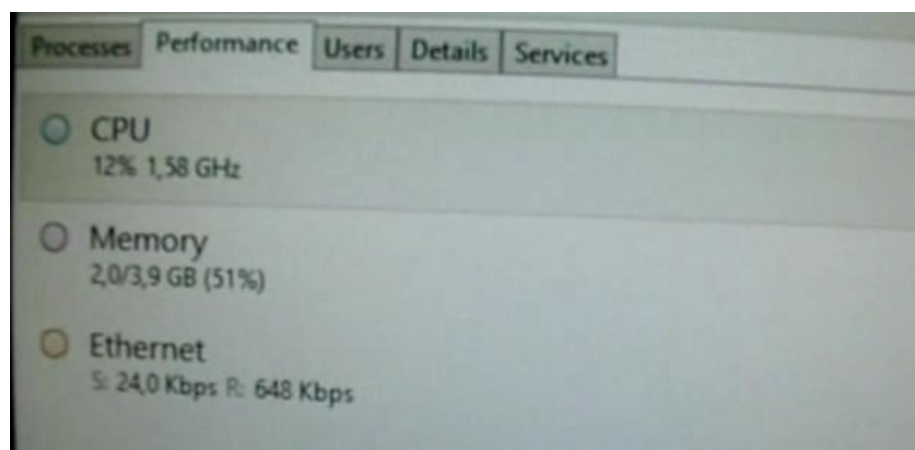 Processes Performance Users Details Services
CPU
12% 1,58 GHz
Memory
2,0/3,9 GB (51%)
Ethernet
S: 24,0 Kbps R: 648 Kbps